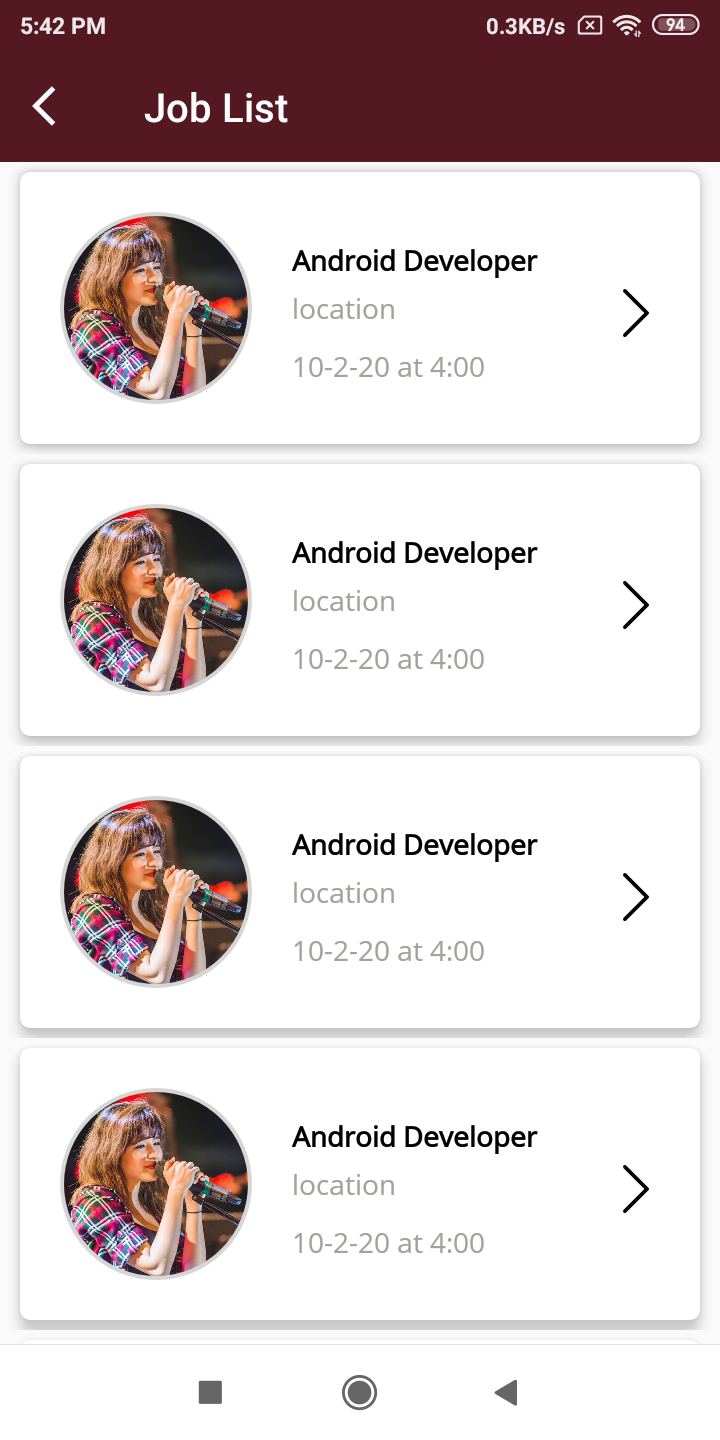 5:42 PM 0.3KB/s 94
Job List
Android Developer
location
10-2-20 at 4:00
Android Developer
location
10-2-20 at 4:00
Android Developer
location
10-2-20 at 4:00
Android Developer
location
10-2-20 at 4:00